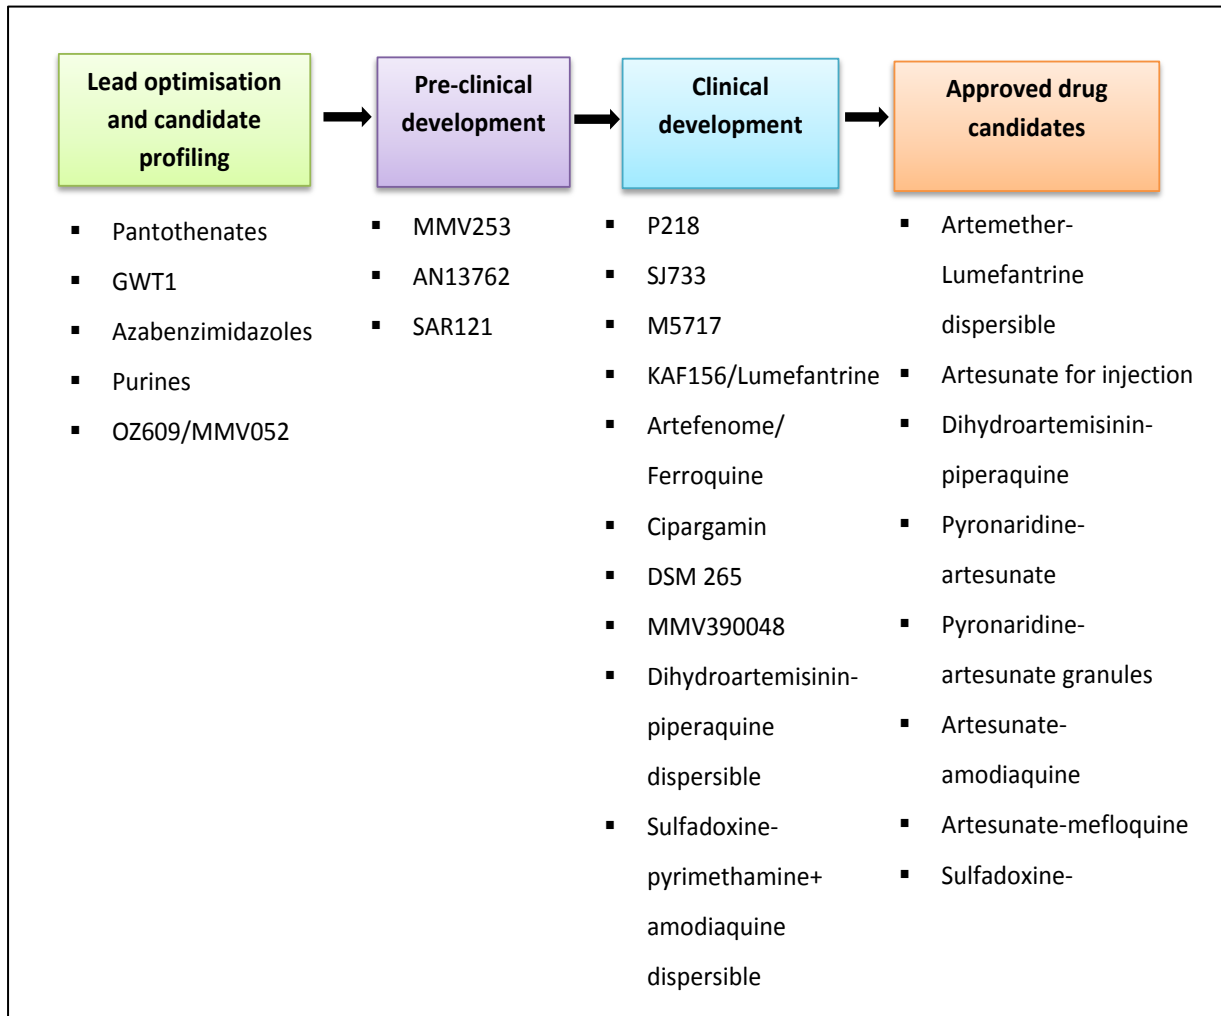 Lead optimisation
and candidate
profiling
Pre-clinical
development
Clinical
development
Approved drug
candidates
▪ Pantothenates
▪ GWT1
▪ Azabenzimidazoles
▪ Purines
▪ OZ609/MMV052
▪ MMV253
▪ AN13762
▪ SAR121
▪ P218
▪ SJ733
▪ M5717
▪ KAF156/Lumefantrine
▪ Artefenome/
Ferroquine
▪ Cipargamin
▪ DSM 265
▪ MMV390048
▪ Dihydroartemisinin-
piperaquine
dispersible
▪ Sulfadoxine-
pyrimethamine+
amodiaquine
dispersible
▪ Artemether-
Lumefantrine
dispersible
▪ Artesunate for injection
▪ Dihydroartemisinin-
piperaquine
▪ Pyronaridine-
artesunate
▪ Pyronaridine-
artesunate granules
▪ Artesunate-
amodiaquine
▪ Artesunate-mefloquine
▪ Sulfadoxine-